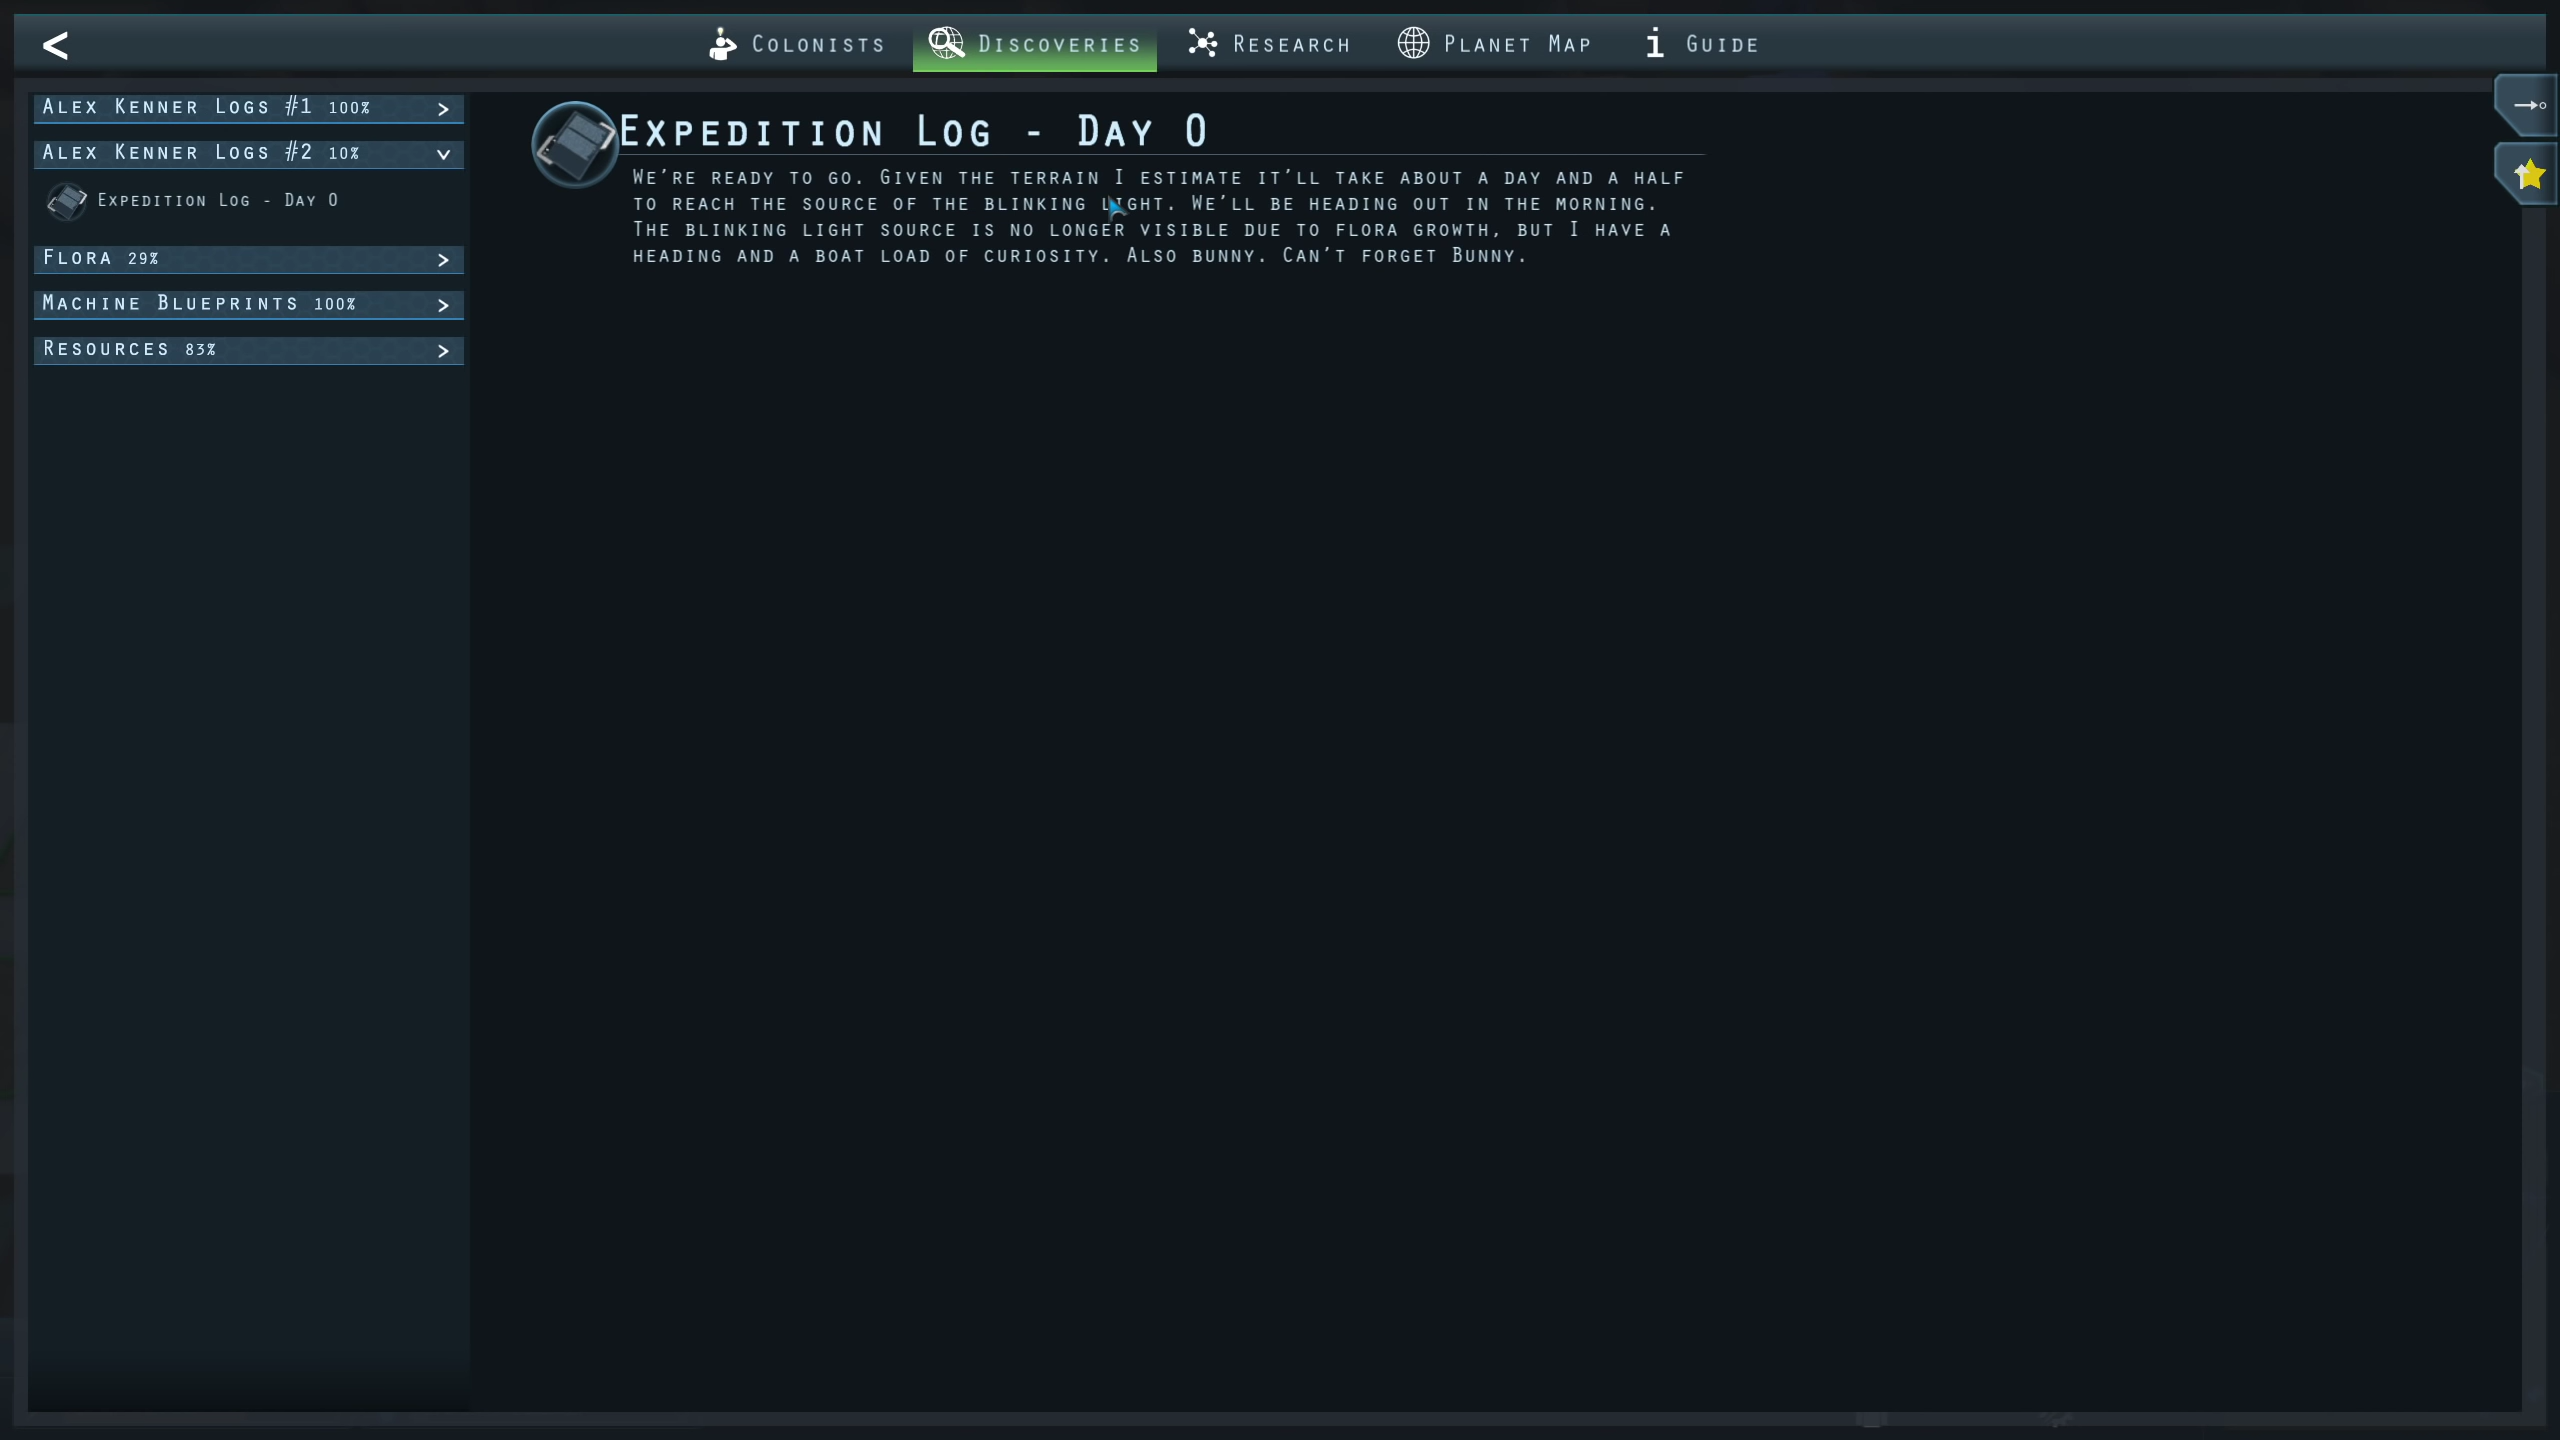 Colonists
Discoveries
Research
Planet Map
Guide
Alex Kenner Logs #1 100%
Alex Kenner Logs #2 10%
Expedition Log - Day 0
Flora 29%
Machine Blueprints 100%
Resources 83%
Expedition Log - Day 0
We're ready to go. Given the terrain I estimate it'll take about a day and a half
to reach the source of the blinking light. We'll be heading out in the morning.
The blinking light source is no longer visible due to flora growth, but I have a
heading and a boat load of curiosity. Also bunny. Can't forget Bunny.